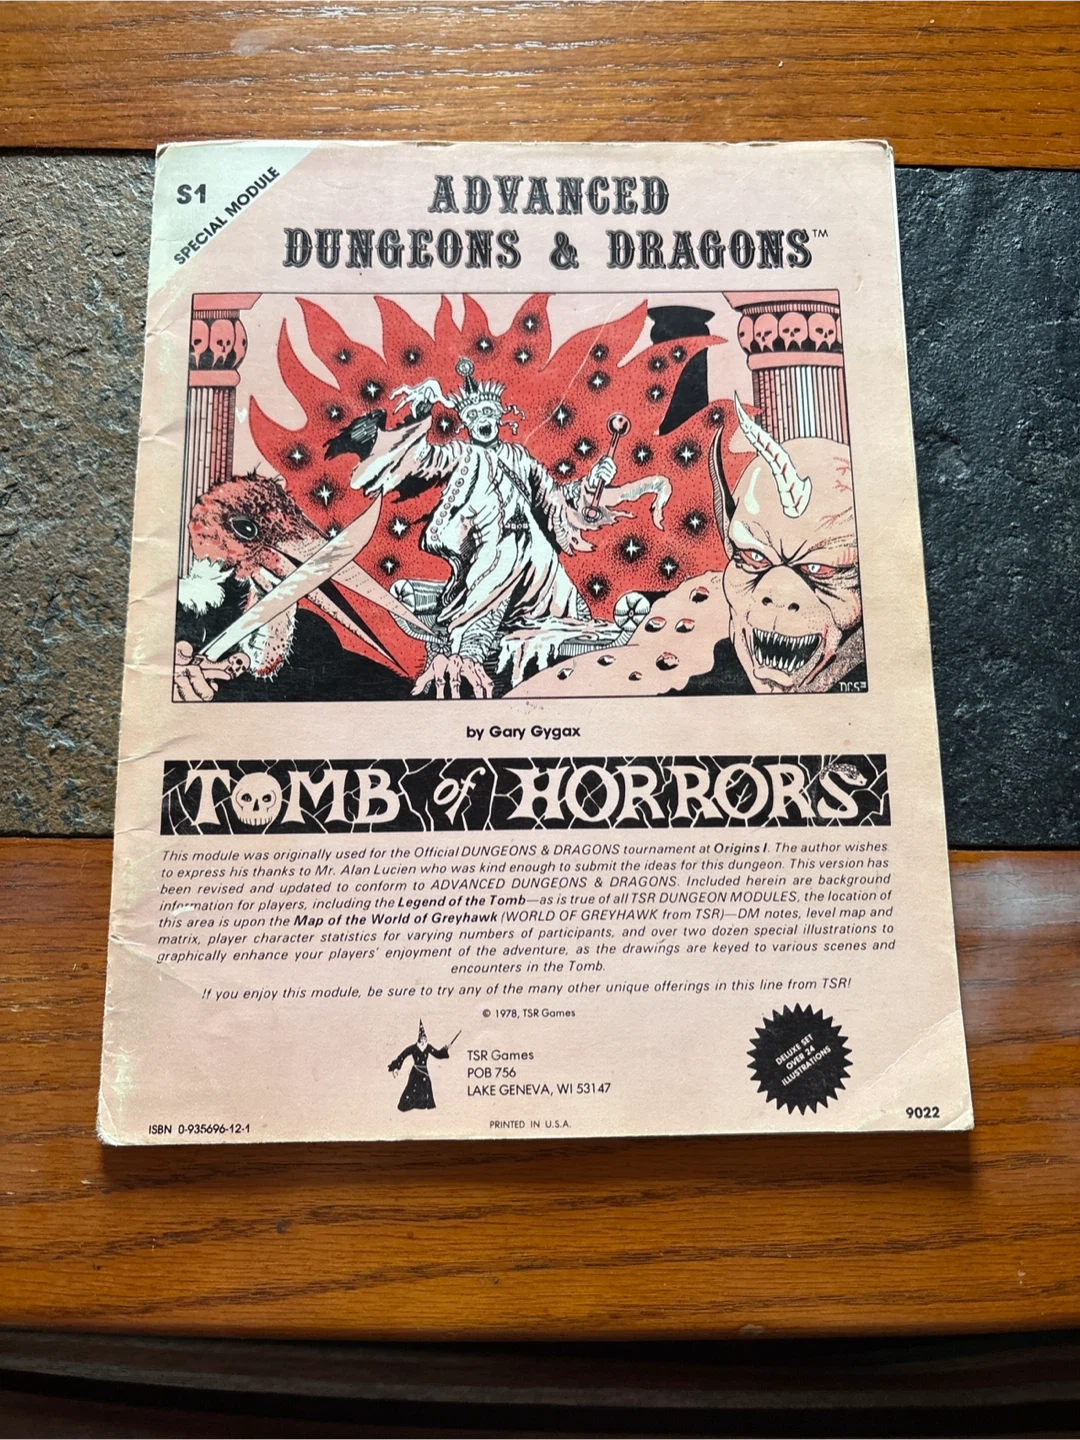 S1
SPECIAL MODULE
ADVANCED
DUNGEONS & DRAGONS™
by Gary Gygax
TOMB of HORRORS
This module was originally used for the Official DUNGEONS & DRAGONS tournament at Origins I. The author wishes
to express his thanks to Mr. Alan Lucien who was kind enough to submit the ideas for this dungeon. This version has
been revised and updated to conform to ADVANCED DUNGEONS & DRAGONS. Included herein are background
information for players, including the Legend of the Tomb—as is true of all TSR DUNGEON MODULES, the location of
this area is upon the Map of the World of Greyhawk (WORLD OF GREYHAWK from TSR)—DM notes, level map and
matrix, player character statistics for varying numbers of participants, and over two dozen special illustrations to
graphically enhance your players' enjoyment of the adventure, as the drawings are keyed to various scenes and
encounters in the Tomb.
If you enjoy this module, be sure to try any of the many other unique offerings in this line from TSR!
© 1978, TSR Games
TSR Games
POB 756
LAKE GENEVA, WI 53147
DELUXE SET
OVER 24
ILLUSTRATIONS
ISBN 0-935696-12-1
PRINTED IN U.S.A.
9022